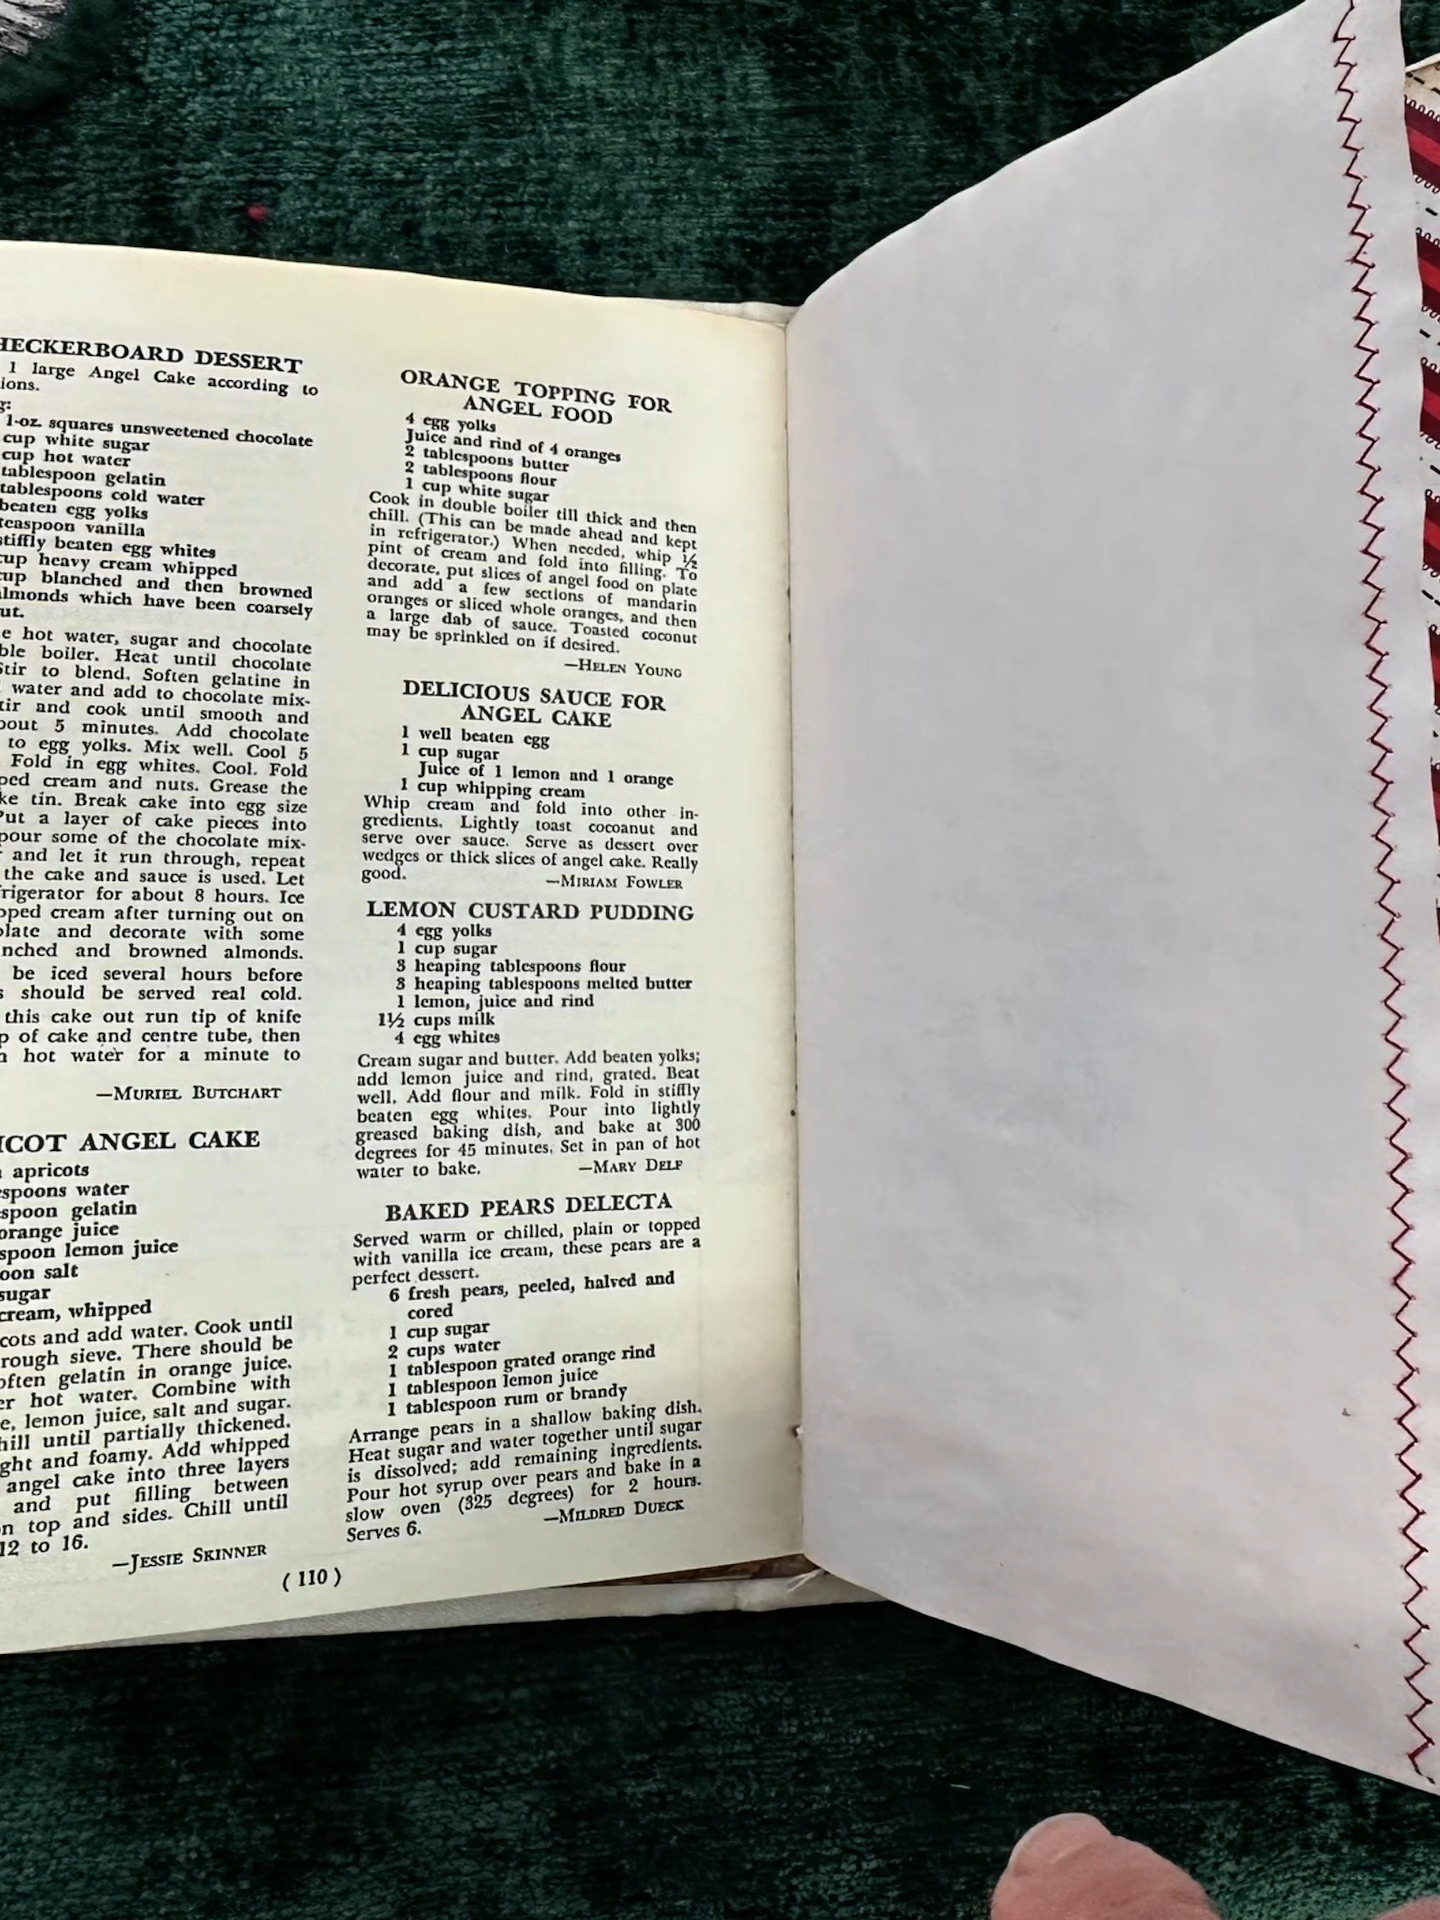 HECKERBOARD DESSERT
1 large Angel Cake according to
ions.
g:
1-oz. squares unsweetened chocolate
cup white sugar
cup hot water
tablespoon gelatin
tablespoons cold water
beaten egg yolks
teaspoon vanilla
stiffly beaten egg whites
cup heavy cream whipped
cup blanched and then browned
almonds which have been coarsely
ut.
e hot water, sugar and chocolate
ble boiler. Heat until chocolate
Stir to blend. Soften gelatine in
water and add to chocolate mix-
tir and cook until smooth and
bout 5 minutes. Add chocolate
to egg yolks. Mix well. Cool 5
Fold in egg whites. Cool. Fold
ped cream and nuts. Grease the
ke tin. Break cake into egg size
Put a layer of cake pieces into
pour some of the chocolate mix-
r and let it run through, repeat
the cake and sauce is used. Let
frigerator for about 8 hours. Ice
pped cream after turning out on
plate and decorate with some
nched and browned almonds.
be iced several hours before
s should be served real cold.
this cake out run tip of knife
p of cake and centre tube, then
n hot water for a minute to
—MURIEL BUTCHART
ICOT ANGEL CAKE
apricots
spoons water
spoon gelatin
orange juice
spoon lemon juice
oon salt
sugar
cream, whipped
cots and add water. Cook until
rough sieve. There should be
often gelatin in orange juice.
er hot water. Combine with
e, lemon juice, salt and sugar.
hill until partially thickened.
ght and foamy. Add whipped
angel cake into three layers
and put filling between
n top and sides. Chill until
12 to 16.
—JESSIE SKINNER
ORANGE TOPPING FOR
ANGEL FOOD
4 egg yolks
Juice and rind of 4 oranges
2 tablespoons butter
2 tablespoons flour
1 cup white sugar
Cook in double boiler till thick and then
chill. (This can be made ahead and kept
in refrigerator.) When needed, whip ½
pint of cream and fold into filling. To
decorate, put slices of angel food on plate
and add a few sections of mandarin
oranges or sliced whole oranges, and then
a large dab of sauce. Toasted coconut
may be sprinkled on if desired.
—HELEN YOUNG
DELICIOUS SAUCE FOR
ANGEL CAKE
1 well beaten egg
1 cup sugar
Juice of 1 lemon and 1 orange
1 cup whipping cream
Whip cream and fold into other in-
gredients. Lightly toast cocoanut and
serve over sauce. Serve as dessert over
wedges or thick slices of angel cake. Really
good. —MIRIAM FOWLER
LEMON CUSTARD PUDDING
4 egg yolks
1 cup sugar
3 heaping tablespoons flour
3 heaping tablespoons melted butter
1 lemon, juice and rind
1½ cups milk
4 egg whites
Cream sugar and butter. Add beaten yolks;
add lemon juice and rind, grated. Beat
well. Add flour and milk. Fold in stiffly
beaten egg whites. Pour into lightly
greased baking dish, and bake at 300
degrees for 45 minutes. Set in pan of hot
water to bake. —MARY DELF
BAKED PEARS DELECTA
Served warm or chilled, plain or topped
with vanilla ice cream, these pears are a
perfect dessert.
6 fresh pears, peeled, halved and
cored
1 cup sugar
2 cups water
1 tablespoon grated orange rind
1 tablespoon lemon juice
1 tablespoon rum or brandy
Arrange pears in a shallow baking dish.
Heat sugar and water together until sugar
is dissolved; add remaining ingredients.
Pour hot syrup over pears and bake in a
slow oven (325 degrees) for 2 hours.
Serves 6. —MILDRED DUECK
( 110 )